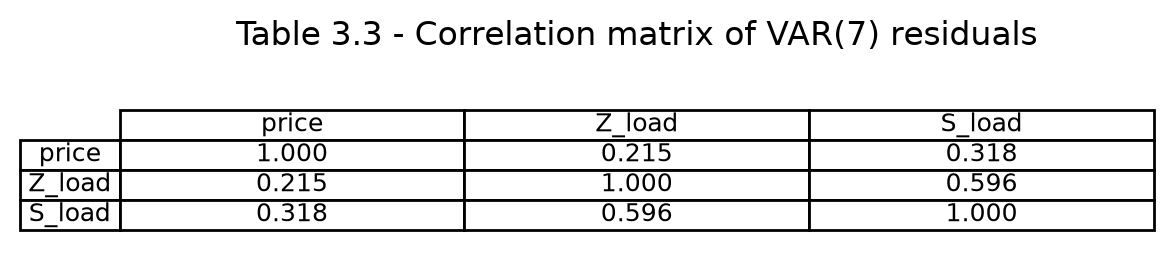 Table 3.3 - Correlation matrix of VAR(7) residuals
price Z_load S_load
price 1.000 0.215 0.318
Z_load 0.215 1.000 0.596
S_load 0.318 0.596 1.000